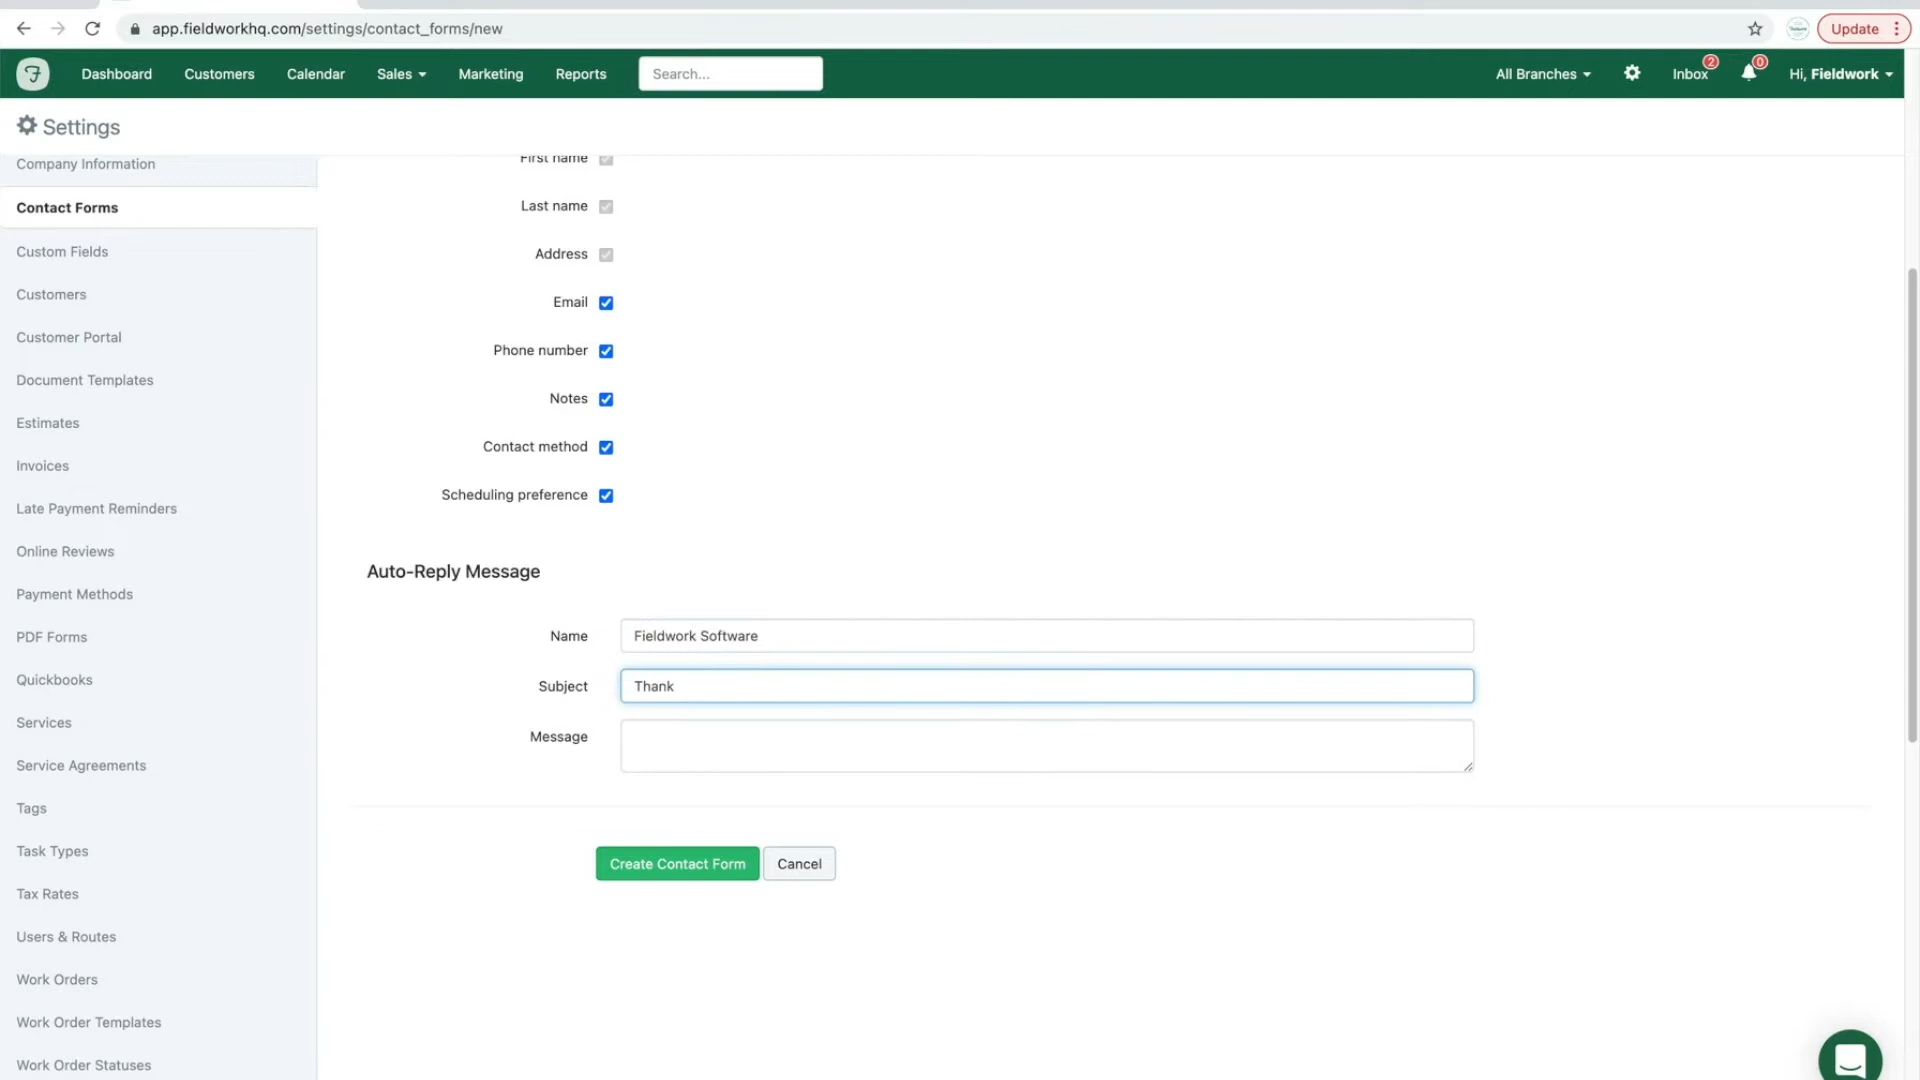 app.fieldworkhq.com/settings/contact_forms/new
Update
Dashboard
Customers
Calendar
Sales
Marketing
Reports
Search...
All Branches
Inbox
2
0
Hi, Fieldwork
Settings
Company Information
Contact Forms
Custom Fields
Customers
Customer Portal
Document Templates
Estimates
Invoices
Late Payment Reminders
Online Reviews
Payment Methods
PDF Forms
Quickbooks
Services
Service Agreements
Tags
Task Types
Tax Rates
Users & Routes
Work Orders
Work Order Templates
Work Order Statuses
First name
Last name
Address
Email
Phone number
Notes
Contact method
Scheduling preference
Auto-Reply Message
Name
Fieldwork Software
Subject
Thank
Message
Create Contact Form
Cancel